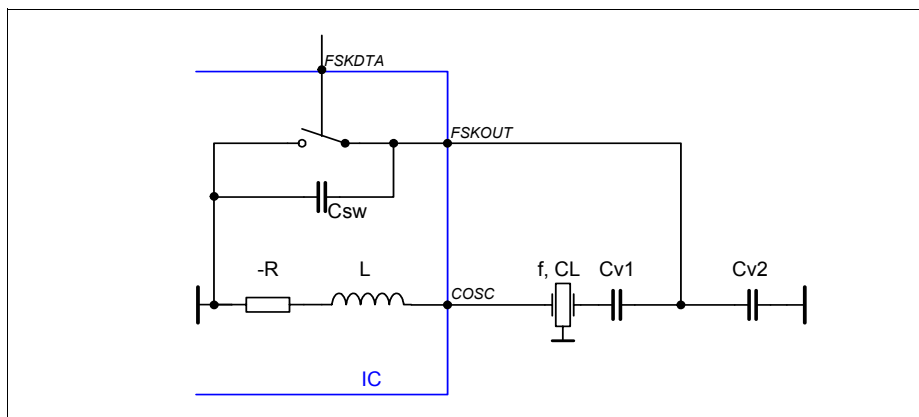 FSKDTA
FSKOUT
Csw
-R L f, CL Cv1 Cv2
COSC
IC